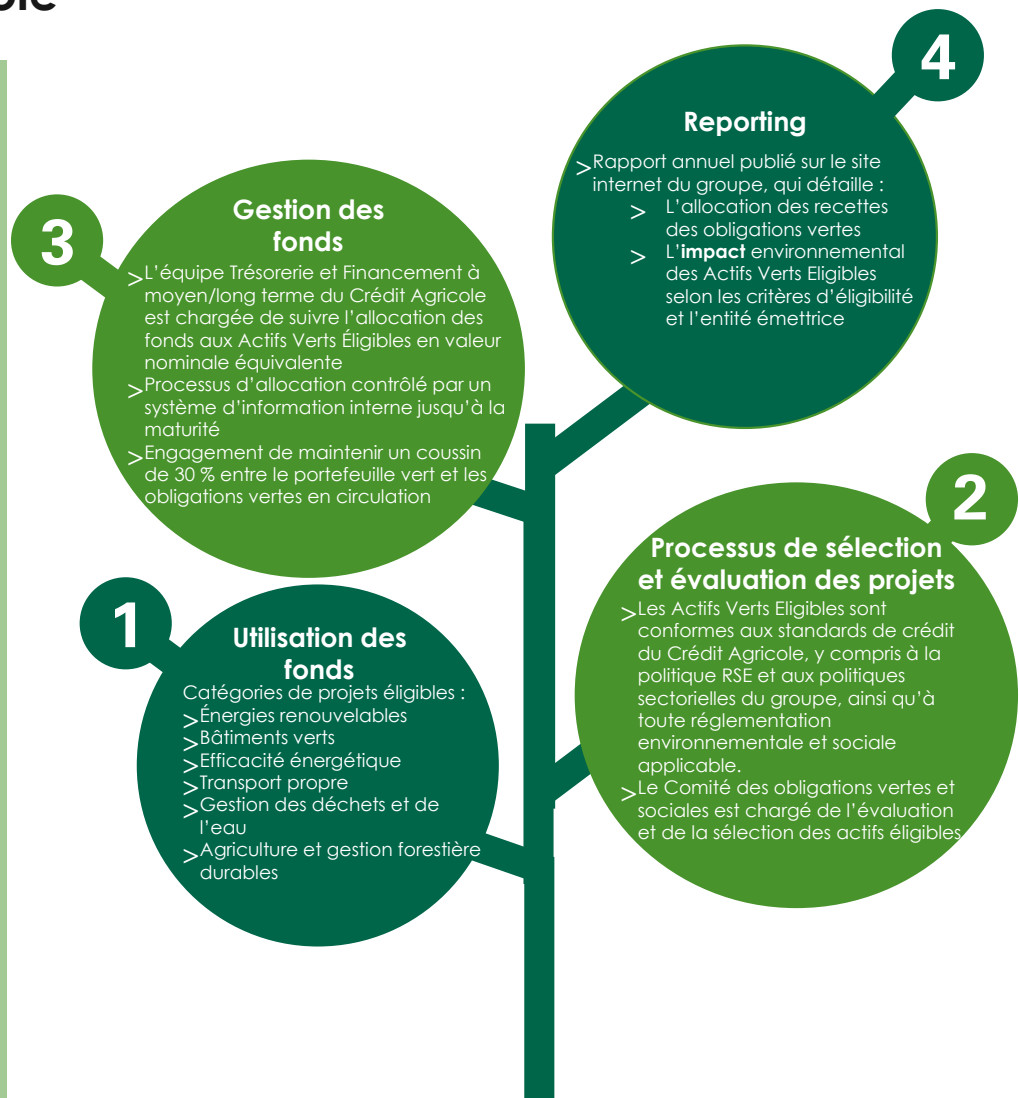 4
Reporting
>Rapport annuel publié sur le site
internet du groupe, qui détaille :
> L'allocation des recettes
des obligations vertes
> L'impact environnemental
des Actifs Verts Eligibles
selon les critères d'éligibilité
et l'entité émettrice
3
Gestion des
fonds
>L'équipe Trésorerie et Financement à
moyen/long terme du Crédit Agricole
est chargée de suivre l'allocation des
fonds aux Actifs Verts Éligibles en valeur
nominale équivalente
>Processus d'allocation contrôlé par un
système d'information interne jusqu'à la
maturité
>Engagement de maintenir un coussin
de 30 % entre le portefeuille vert et les
obligations vertes en circulation
2
Processus de sélection
et évaluation des projets
>Les Actifs Verts Eligibles sont
conformes aux standards de crédit
du Crédit Agricole, y compris à la
politique RSE et aux politiques
sectorielles du groupe, ainsi qu'à
toute réglementation
environnementale et sociale
applicable.
>Le Comité des obligations vertes et
sociales est chargé de l'évaluation
et de la sélection des actifs éligibles
1
Utilisation des
fonds
Catégories de projets éligibles :
>Énergies renouvelables
>Bâtiments verts
>Efficacité énergétique
>Transport propre
>Gestion des déchets et de
l'eau
>Agriculture et gestion forestière
durables